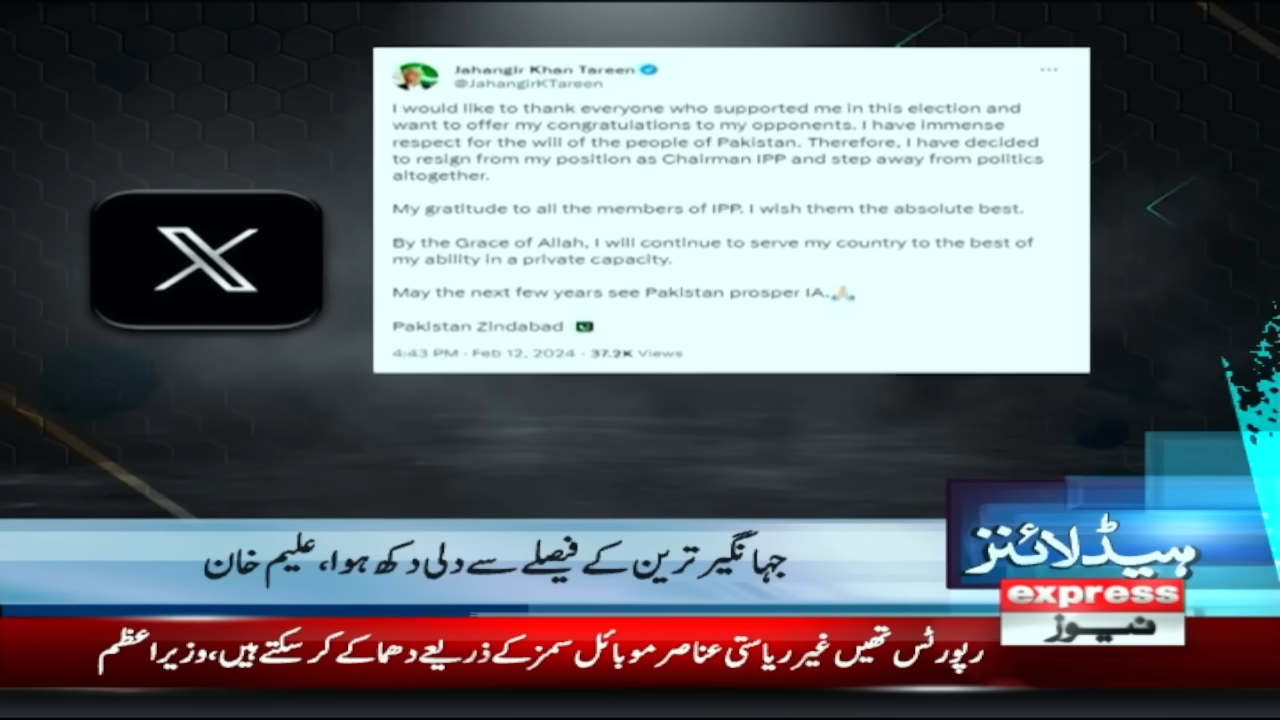 Jahangir Khan Tareen
@JahangirKTareen
I would like to thank everyone who supported me in this election and
want to offer my congratulations to my opponents. I have immense
respect for the will of the people of Pakistan. Therefore, I have decided
to resign from my position as Chairman IPP and step away from politics
altogether.
My gratitude to all the members of IPP. I wish them the absolute best.
By the Grace of Allah, I will continue to serve my country to the best of
my ability in a private capacity.
May the next few years see Pakistan prosper IA.🙏🏻
Pakistan Zindabad 🇵🇰
4:43 PM · Feb 12, 2024 · 37.2K Views
X
ہیڈلائنز
جہانگیر ترین کے فیصلے سے دلی دکھ ہوا، علیم خان
express
نیوز
رپورٹس تھیں غیر ریاستی عناصر موبائل سمز کے ذریعے دھماکے کر سکتے ہیں، وزیراعظم